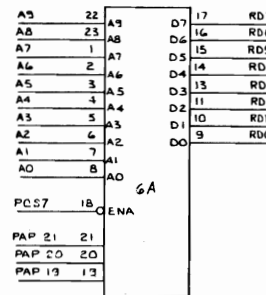 A9 22 A9 D7 17 RD
A8 23 A8 D6 16 RD
A7 1 A7 D5 15 RD
A6 2 A6 D4 14 RD
A5 3 A5 D3 13 RD
A4 4 A4 D2 11 RD
A3 5 A3 D1 10 RD
A2 6 A2 D0 9 RD
A1 7 A1
A0 8 A0
6A
PCS7 18 ENA
PAP 21 21
PAP 20 20
PAP 19 19